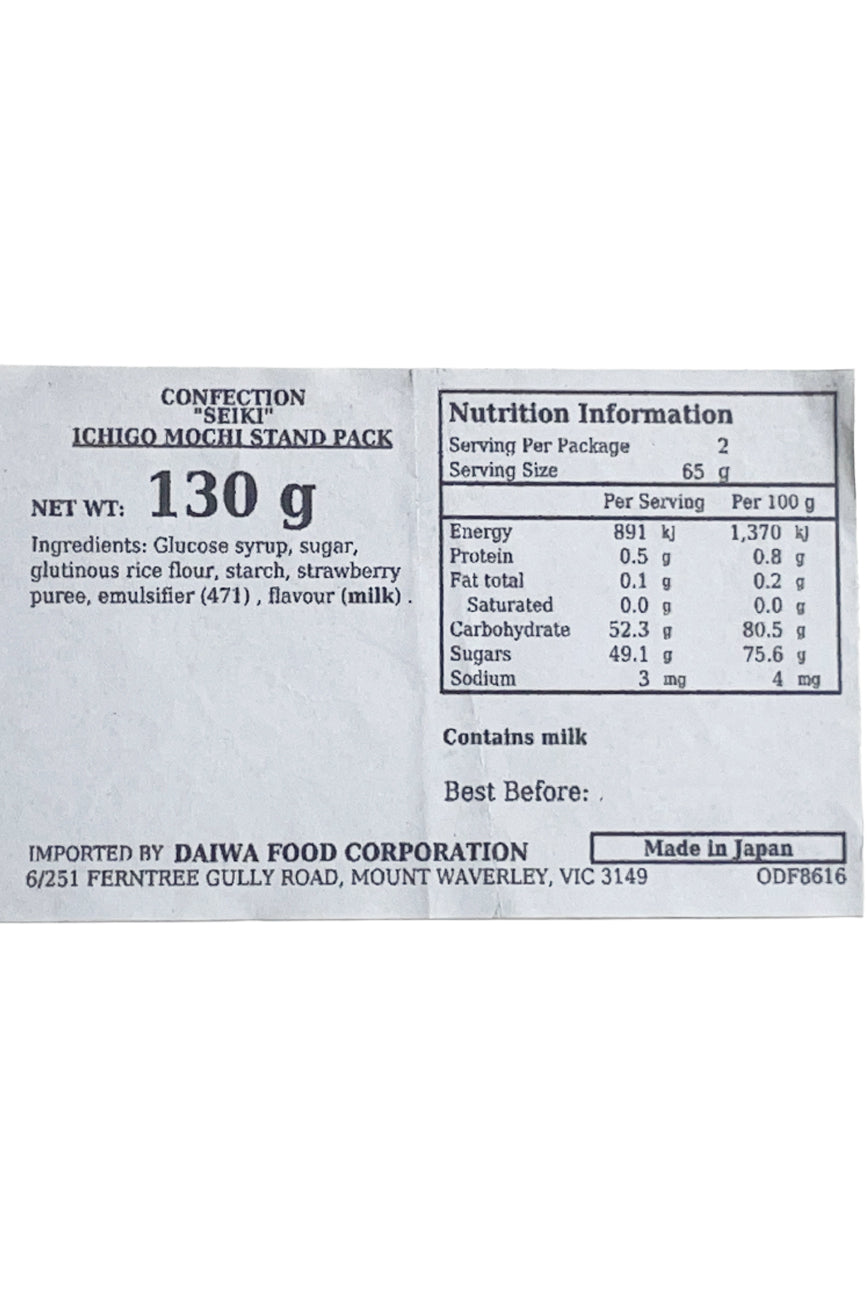 CONFECTION
"SEIKI"
ICHIGO MOCHI STAND PACK
NET WT: 130 g
Ingredients: Glucose syrup, sugar,
glutinous rice flour, starch, strawberry
puree, emulsifier (471) , flavour (milk) .
Nutrition Information
Serving Per Package 2
Serving Size 65 g
Per Serving Per 100 g
Energy 891 kj 1,370 kj
Protein 0.5 g 0.8 g
Fat total 0.1 g 0.2 g
Saturated 0.0 g 0.0 g
Carbohydrate 52.3 g 80.5 g
Sugars 49.1 g 75.6 g
Sodium 3 mg 4 mg
Contains milk
Best Before: .
IMPORTED BY DAIWA FOOD CORPORATION
6/251 FERNTREE GULLY ROAD, MOUNT WAVERLEY, VIC 3149
Made in Japan
ODF8616